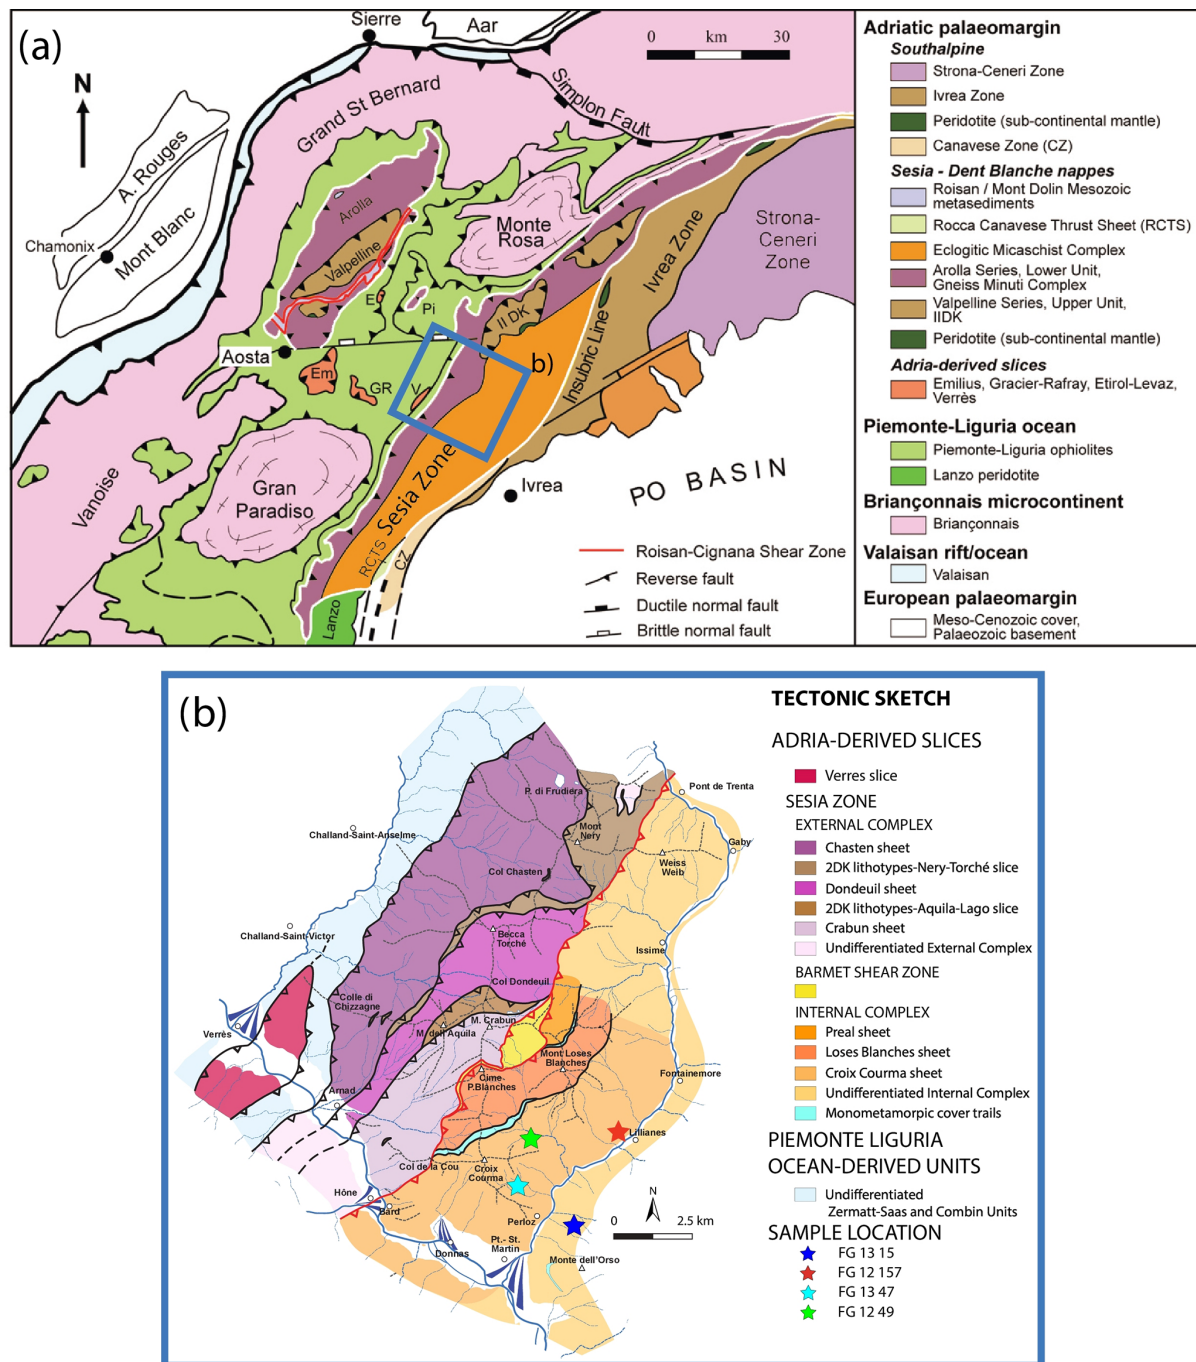 (a)
Sierre
Aar
0 km 30
N
Grand St Bernard
Simplon Fault
A. Rouges
Mont Blanc
Chamonix
Arolla
Valpelline
Monte
Rosa
Strona-
Ceneri
Zone
Ivrea Zone
Pi
II DK
Insubric Line
b)
Aosta
Em
GR
V
Gran
Paradiso
Vanoise
Sesia Zone
RCTS
CZ
Lanzo
Ivrea
PO BASIN
Roisan-Cignana Shear Zone
Reverse fault
Ductile normal fault
Brittle normal fault
Adriatic palaeomargin
Southalpine
Strona-Ceneri Zone
Ivrea Zone
Peridotite (sub-continental mantle)
Canavese Zone (CZ)
Sesia - Dent Blanche nappes
Roisan / Mont Dolin Mesozoic
metasediments
Rocca Canavese Thrust Sheet (RCTS)
Eclogitic Micaschist Complex
Arolla Series, Lower Unit,
Gneiss Minuti Complex
Valpelline Series, Upper Unit,
IIDK
Peridotite (sub-continental mantle)
Adria-derived slices
Emilius, Gracier-Rafray, Etirol-Levaz,
Verrès
Piemonte-Liguria ocean
Piemonte-Liguria ophiolites
Lanzo peridotite
Briançonnais microcontinent
Briançonnais
Valaisan rift/ocean
Valaisan
European palaeomargin
Meso-Cenozoic cover,
Palaeozoic basement
(b)
P. di Frudiera
Pont de Trenta
Challand-Saint-Anselme
Mont
Nery
Gaby
Weiss
Weib
Col Chasten
Challand-Saint-Victor
Becca
Torché
Issime
Col Dondeuil
Colle di
Chizzagne
M. Crabun
M. dell'Aquila
Verrès
Mont Loses
Blanches
Cime
P.Blanches
Fontainemore
Arnad
Lillianes
Col de la Cou
Croix
Courma
Hône
Bard
Perloz
N
0 2.5 km
Donnas
Pt.- St.
Martin
Monte dell'Orso
TECTONIC SKETCH
ADRIA-DERIVED SLICES
Verres slice
SESIA ZONE
EXTERNAL COMPLEX
Chasten sheet
2DK lithotypes-Nery-Torché slice
Dondeuil sheet
2DK lithotypes-Aquila-Lago slice
Crabun sheet
Undifferentiated External Complex
BARMET SHEAR ZONE
INTERNAL COMPLEX
Preal sheet
Loses Blanches sheet
Croix Courma sheet
Undifferentiated Internal Complex
Monometamorpic cover trails
PIEMONTE LIGURIA
OCEAN-DERIVED UNITS
Undifferentiated
Zermatt-Saas and Combin Units
SAMPLE LOCATION
FG 13 15
FG 12 157
FG 13 47
FG 12 49